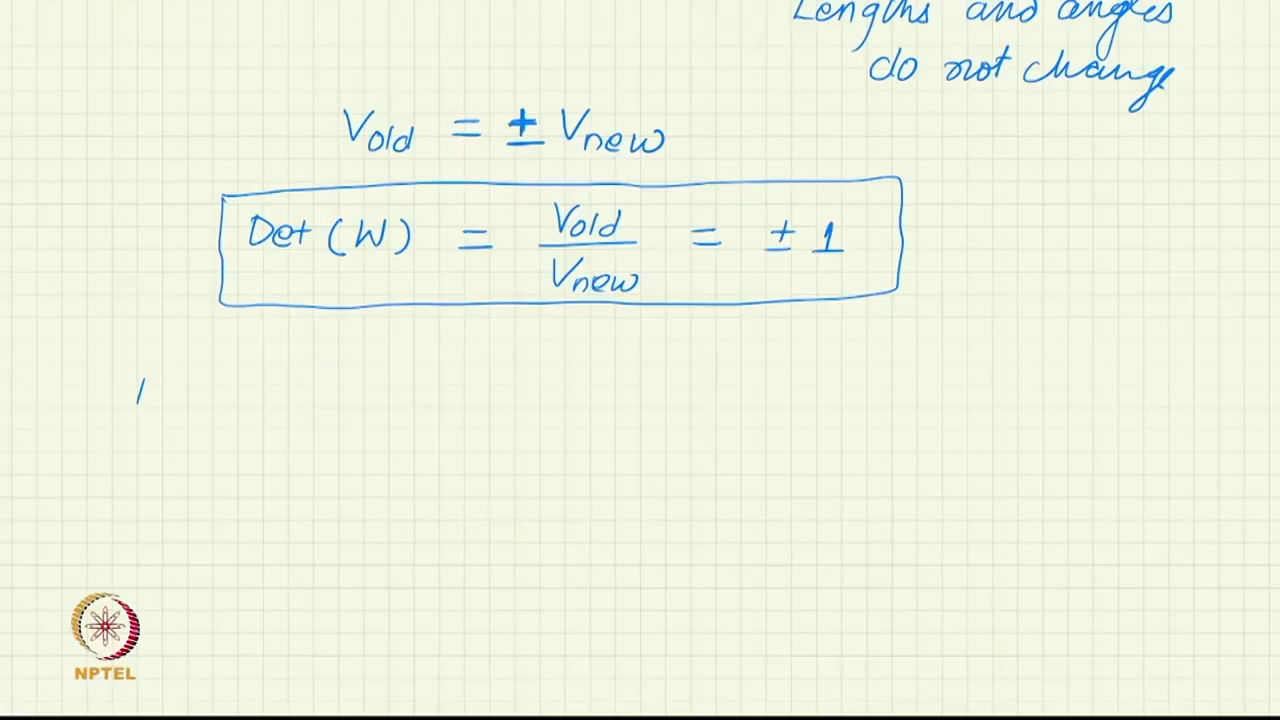 Lengths and angles
do not change
Vold = ± Vnew
Det (W) = Vold / Vnew = ± 1
NPTEL